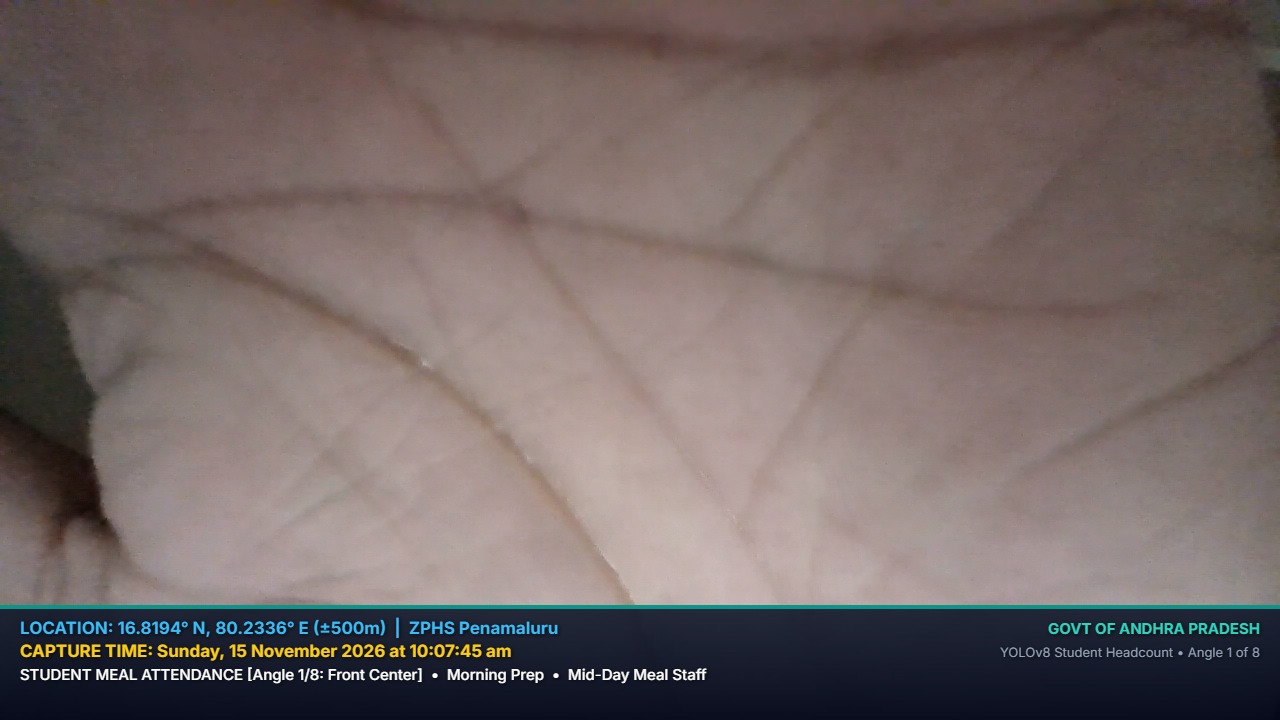 LOCATION: 16.8194° N, 80.2336° E (±500m) | ZPHS Penamaluru
GOVT OF ANDHRA PRADESH
CAPTURE TIME: Sunday, 15 November 2026 at 10:07:45 am
YOLOv8 Student Headcount • Angle 1 of 8
STUDENT MEAL ATTENDANCE [Angle 1/8: Front Center] • Morning Prep • Mid-Day Meal Staff